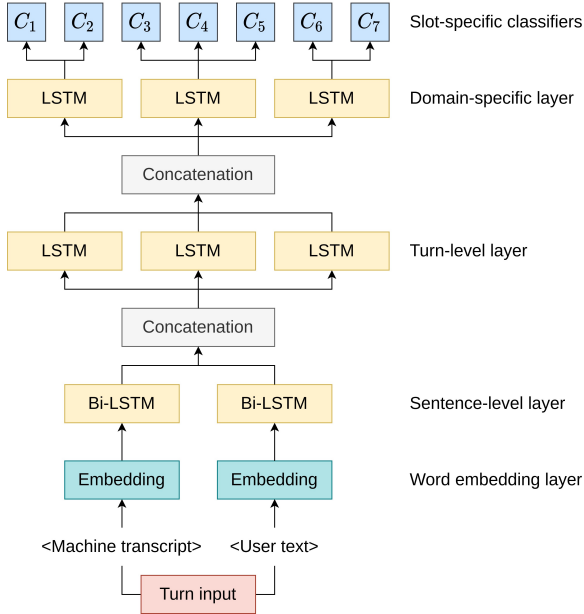 C1 C2 C3 C4 C5 C6 C7 Slot-specific classifiers
LSTM LSTM LSTM Domain-specific layer
Concatenation
LSTM LSTM LSTM Turn-level layer
Concatenation
Bi-LSTM Bi-LSTM Sentence-level layer
Embedding Embedding Word embedding layer
<Machine transcript> <User text>
Turn input